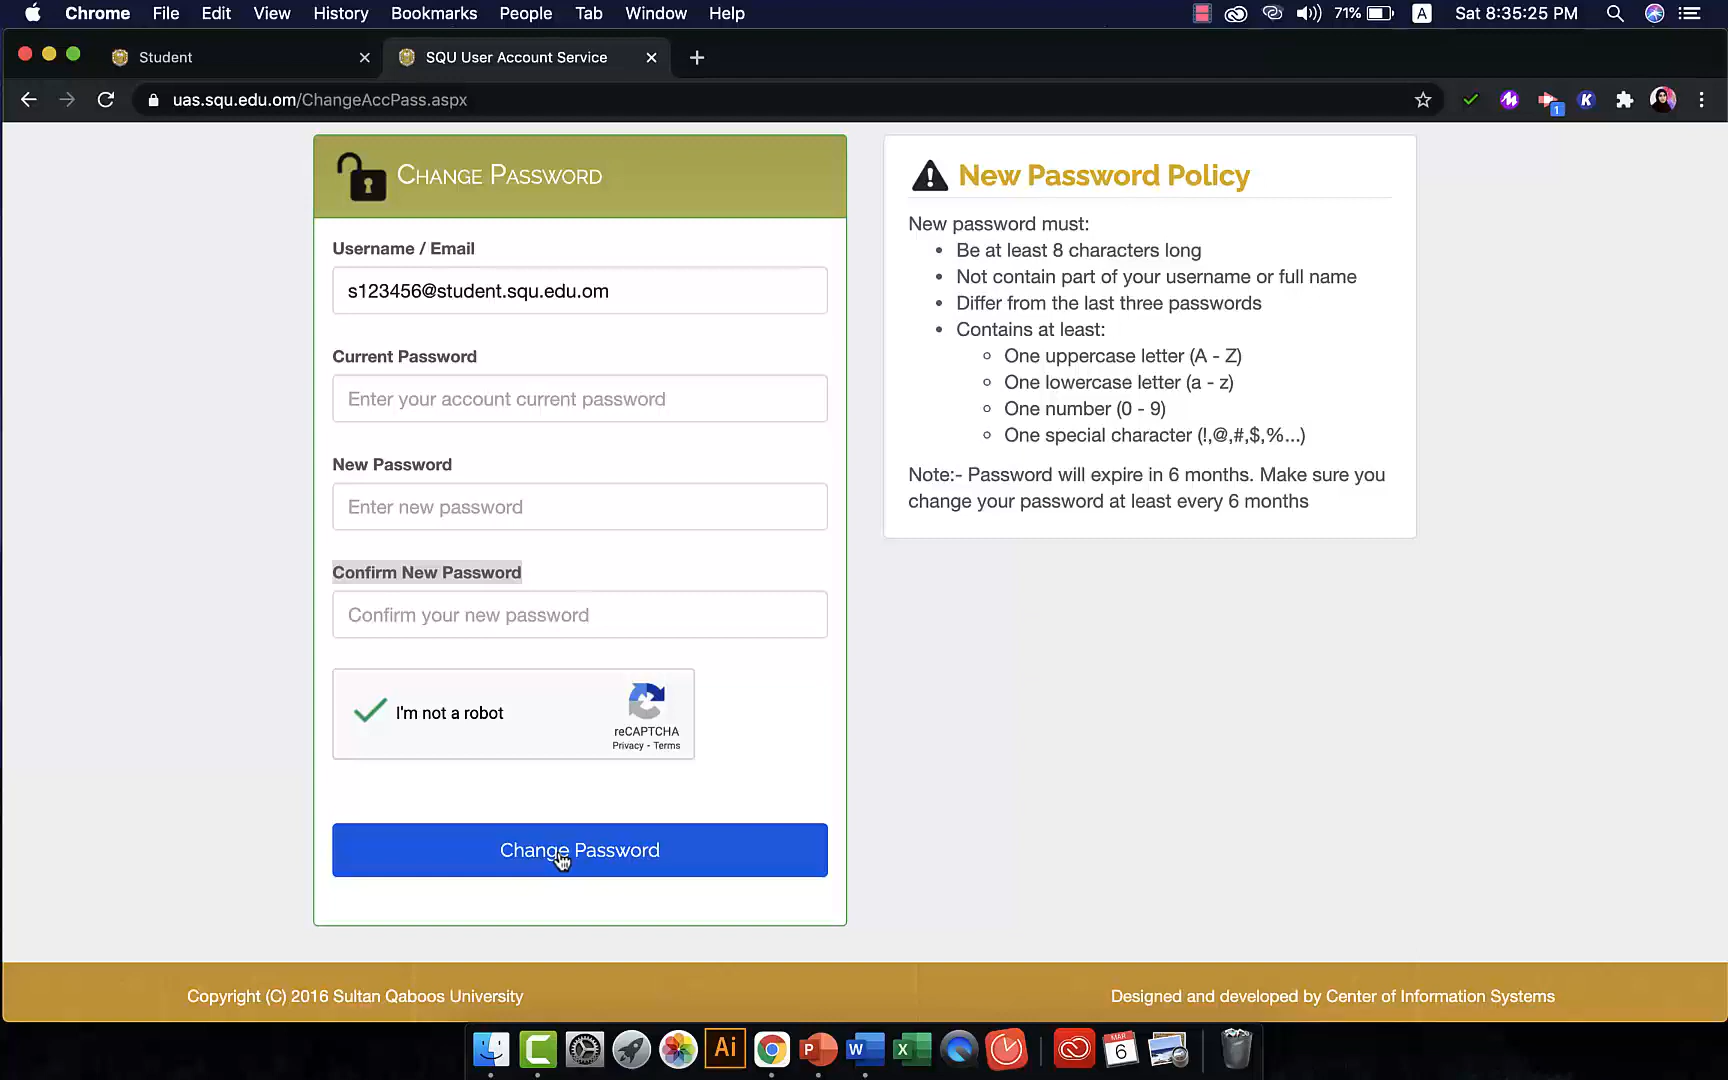 Chrome File Edit View History Bookmarks People Tab Window Help 71% A Sat 8:35:25 PM
Student SQU User Account Service
uas.squ.edu.om/ChangeAccPass.aspx 1 K
Change Password
Username / Email
s123456@student.squ.edu.om
Current Password
Enter your account current password
New Password
Enter new password
Confirm New Password
Confirm your new password
I'm not a robot
reCAPTCHA
Privacy - Terms
Change Password
New Password Policy
New password must:
Be at least 8 characters long
Not contain part of your username or full name
Differ from the last three passwords
Contains at least:
One uppercase letter (A - Z)
One lowercase letter (a - z)
One number (0 - 9)
One special character (!,@,#,$,%...)
Note:- Password will expire in 6 months. Make sure you
change your password at least every 6 months
Copyright (C) 2016 Sultan Qaboos University
Designed and developed by Center of Information Systems
Ai P W X MAR 6